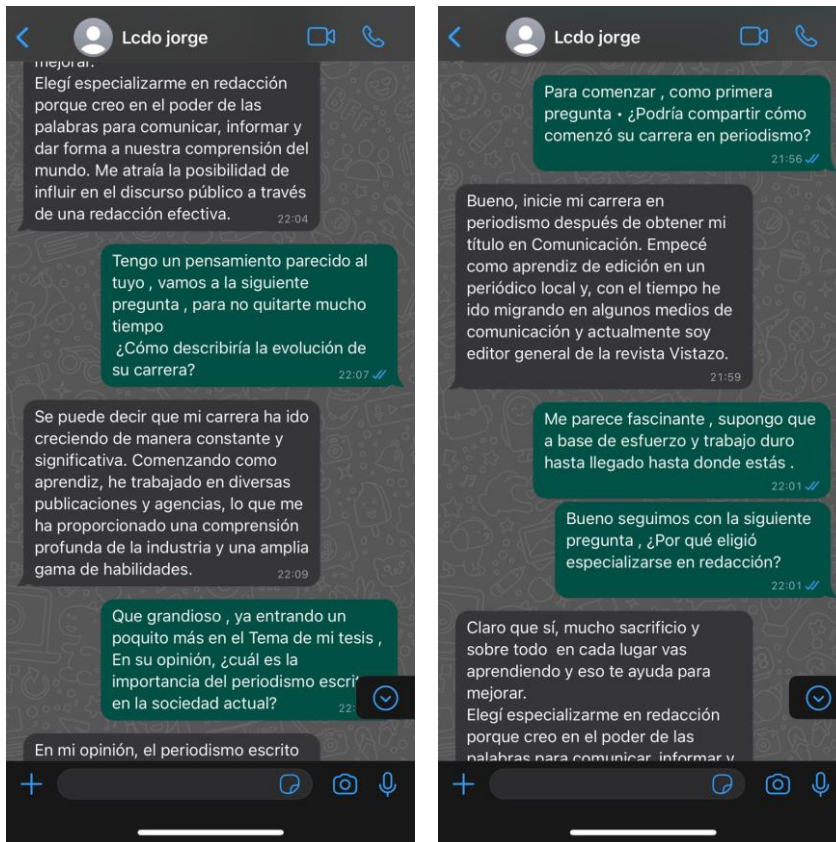 Lcdo jorge
mejorar.
Elegí especializarme en redacción
porque creo en el poder de las
palabras para comunicar, informar y
dar forma a nuestra comprensión del
mundo. Me atraía la posibilidad de
influir en el discurso público a través
de una redacción efectiva. 22:04
Tengo un pensamiento parecido al
tuyo , vamos a la siguiente
pregunta , para no quitarte mucho
tiempo
¿Cómo describiría la evolución de
su carrera? 22:07
Se puede decir que mi carrera ha ido
creciendo de manera constante y
significativa. Comenzando como
aprendiz, he trabajado en diversas
publicaciones y agencias, lo que me
ha proporcionado una comprensión
profunda de la industria y una amplia
gama de habilidades. 22:09
Que grandioso , ya entrando un
poquito más en el Tema de mi tesis ,
En su opinión, ¿cuál es la
importancia del periodismo escri
en la sociedad actual? 22:
En mi opinión, el periodismo escrito
Lcdo jorge
Para comenzar , como primera
pregunta • ¿Podría compartir cómo
comenzó su carrera en periodismo?
21:56
Bueno, inicie mi carrera en
periodismo después de obtener mi
título en Comunicación. Empecé
como aprendiz de edición en un
periódico local y, con el tiempo he
ido migrando en algunos medios de
comunicación y actualmente soy
editor general de la revista Vistazo.
21:59
Me parece fascinante , supongo que
a base de esfuerzo y trabajo duro
hasta llegado hasta donde estás .
22:01
Bueno seguimos con la siguiente
pregunta , ¿Por qué eligió
especializarse en redacción?
22:01
Claro que sí, mucho sacrificio y
sobre todo en cada lugar vas
aprendiendo y eso te ayuda para
mejorar.
Elegí especializarme en redacción
porque creo en el poder de las
palabras para comunicar, informar y